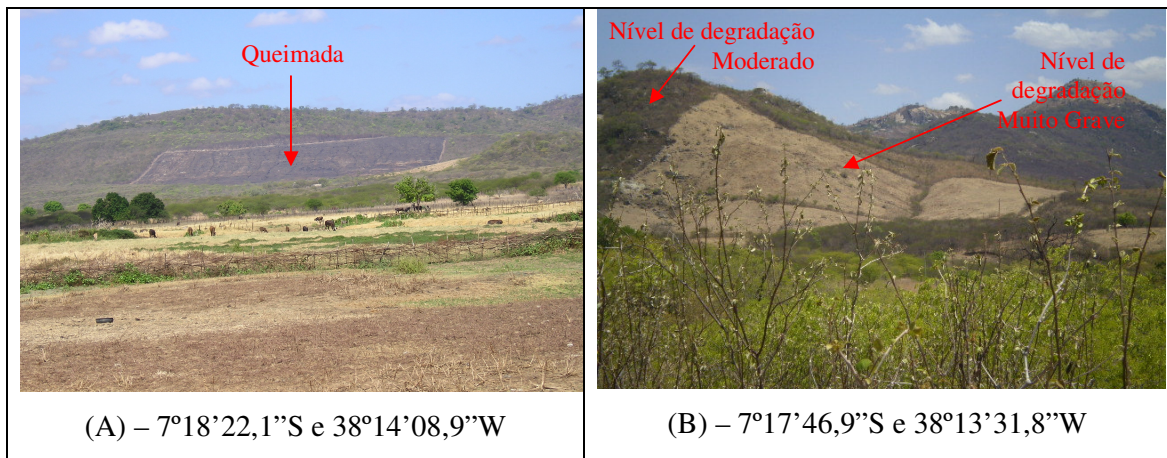 Queimada
Nível de degradação
Moderado
Nível de
degradação
Muito Grave
(A) – 7º18’22,1”S e 38º14’08,9”W
(B) – 7º17’46,9”S e 38º13’31,8”W